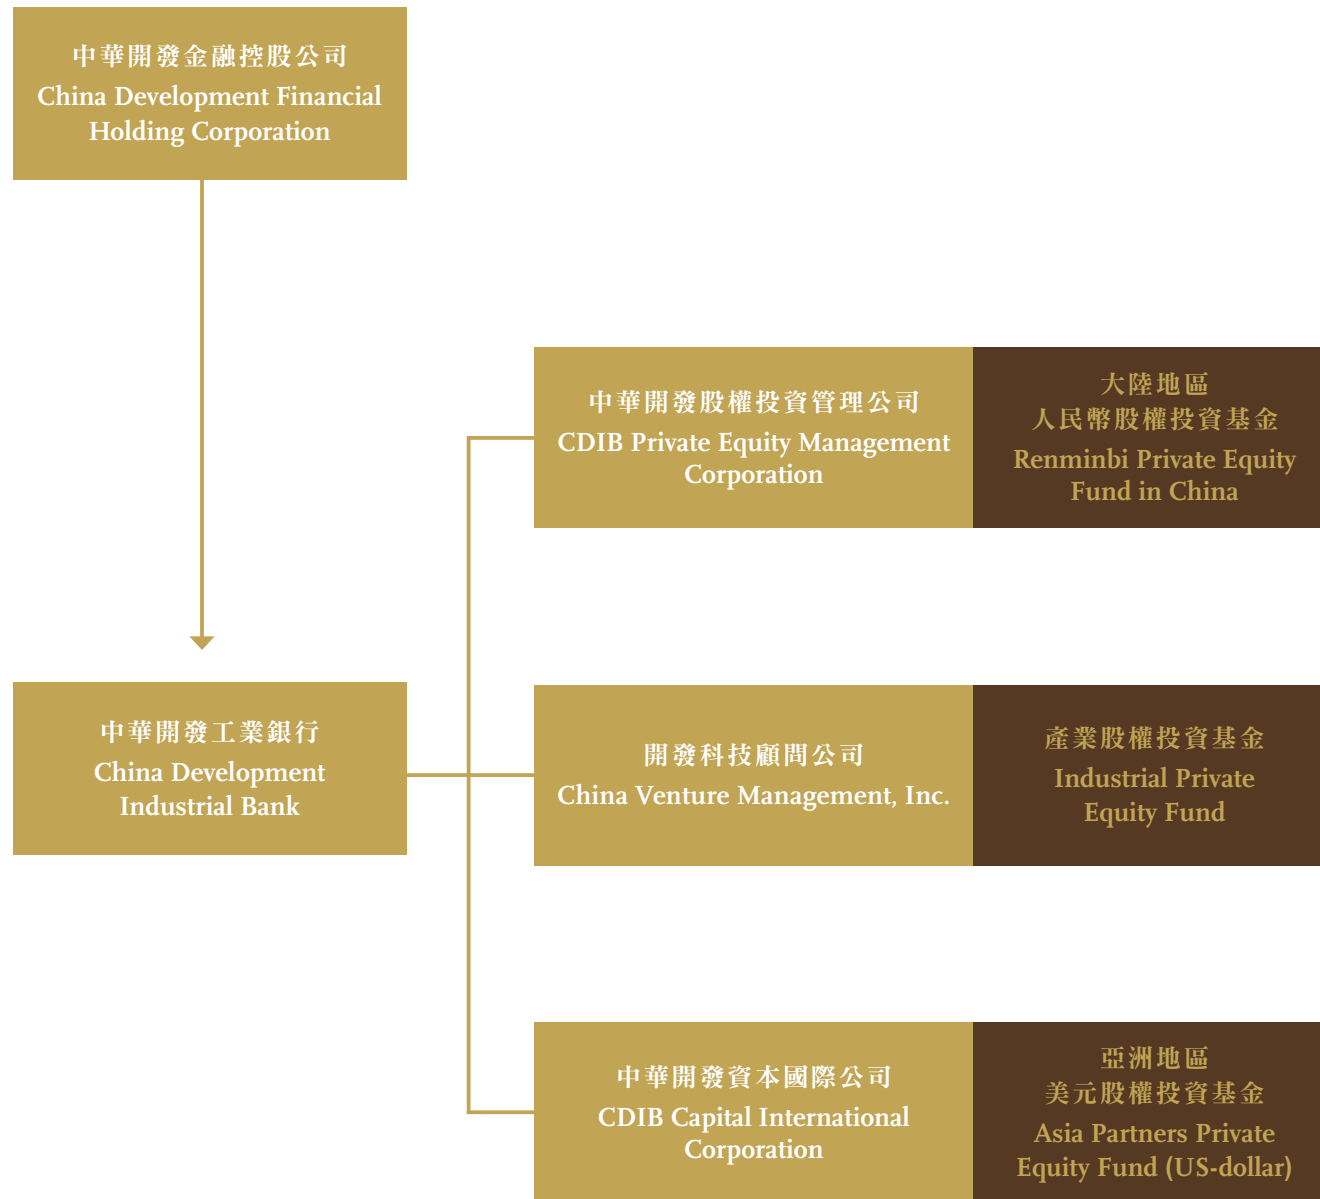 中華開發金融控股公司
China Development Financial
Holding Corporation
中華開發股權投資管理公司
CDIB Private Equity Management
Corporation
大陸地區
人民幣股權投資基金
Renminbi Private Equity
Fund in China
中華開發工業銀行
China Development
Industrial Bank
開發科技顧問公司
China Venture Management, Inc.
產業股權投資基金
Industrial Private
Equity Fund
中華開發資本國際公司
CDIB Capital International
Corporation
亞洲地區
美元股權投資基金
Asia Partners Private
Equity Fund (US-dollar)